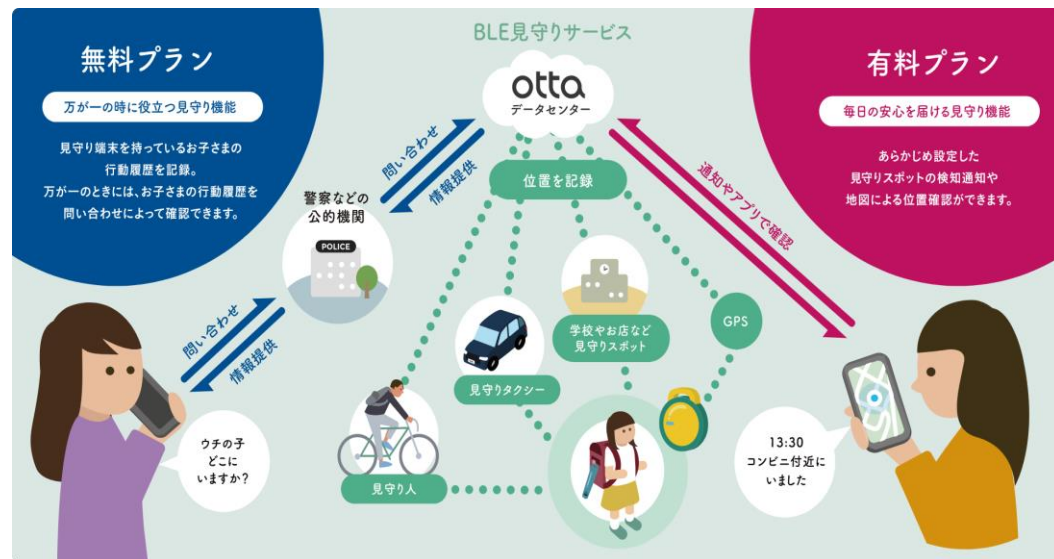 BLE見守りサービス
otta
データセンター
無料プラン
万が一の時に役立つ見守り機能
見守り端末を持っているお子さまの
行動履歴を記録。
万が一のときには、お子さまの行動履歴を
問い合わせによって確認できます。
有料プラン
毎日の安心を届ける見守り機能
あらかじめ設定した
見守りスポットの検知通知や
地図による位置確認ができます。
問い合わせ
情報提供
位置を記録
通知やアプリで確認
警察などの
公的機関
POLICE
問い合わせ
情報提供
学校やお店など
見守りスポット
GPS
見守りタクシー
見守り人
ウチの子
どこに
いますか?
13:30
コンビニ付近に
いました